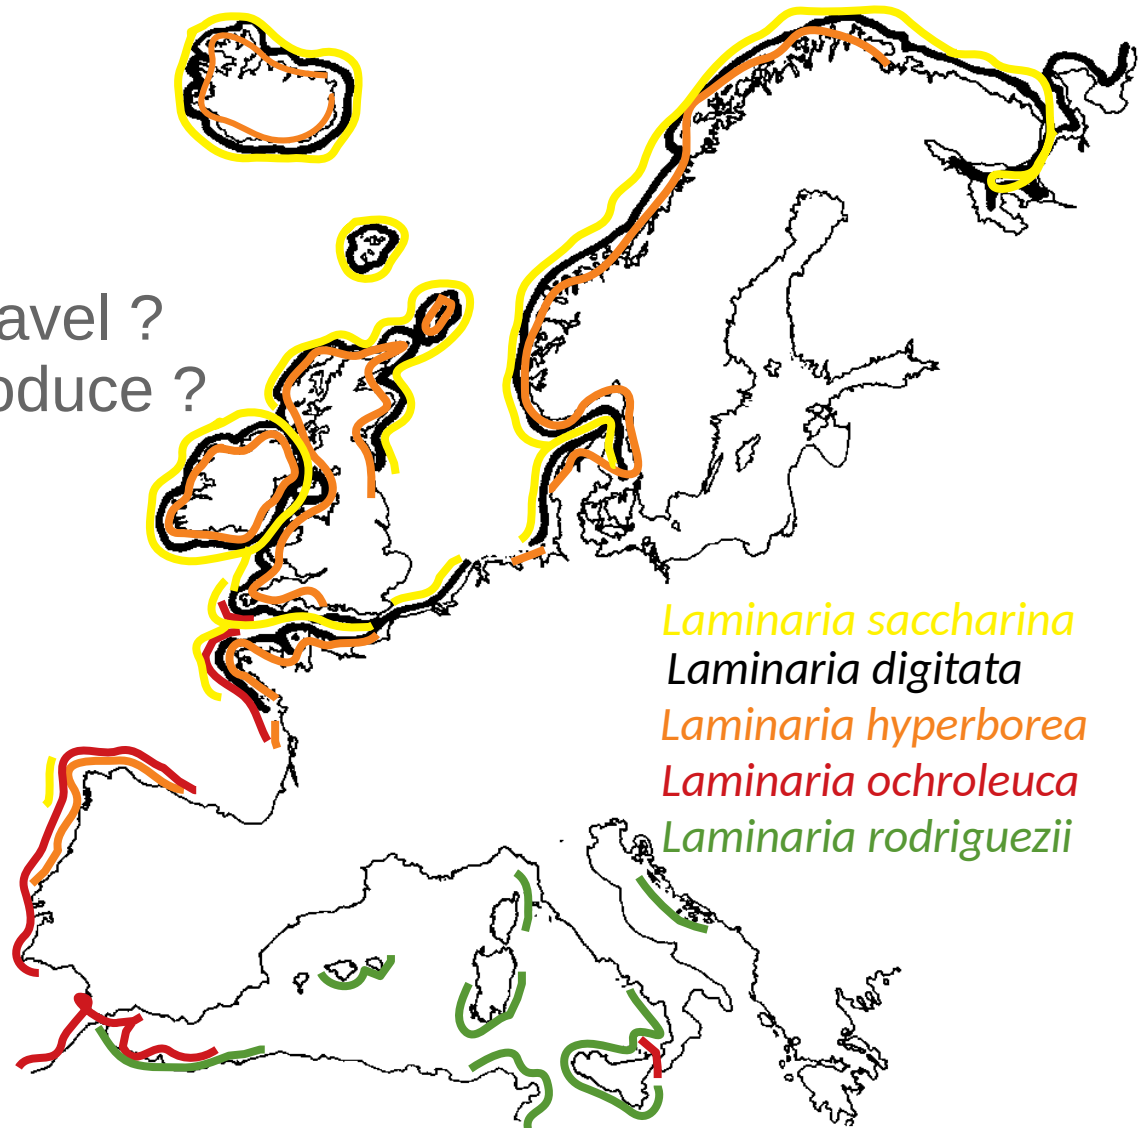 avel ?
oduce ?
Laminaria saccharina
Laminaria digitata
Laminaria hyperborea
Laminaria ochroleuca
Laminaria rodriguezii